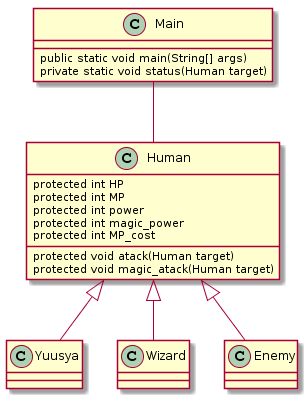 C Main
public static void main(String[] args)
private static void status(Human target)
C Human
protected int HP
protected int MP
protected int power
protected int magic_power
protected int MP_cost
protected void atack(Human target)
protected void magic_atack(Human target)
C Yuusya C Wizard C Enemy